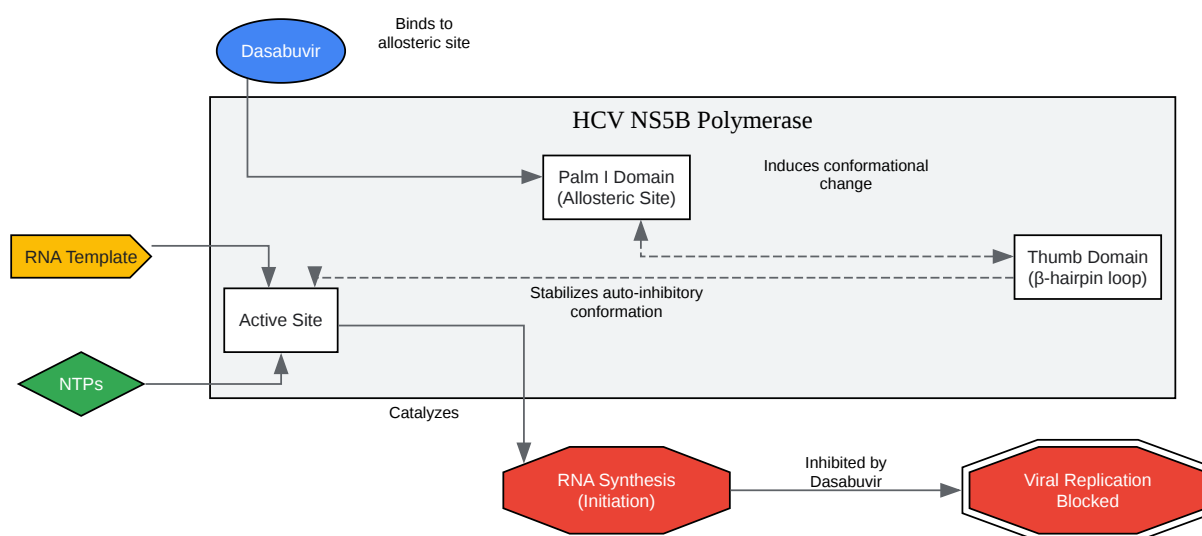 Binds to
allosteric site
Dasabuvir
HCV NS5B Polymerase
Palm I Domain
(Allosteric Site)
Induces conformational
change
RNA Template
Thumb Domain
(β-hairpin loop)
Stabilizes auto-inhibitory
conformation
Active Site
NTPs
Catalyzes
RNA Synthesis
(Initiation)
Inhibited by
Dasabuvir
Viral Replication
Blocked